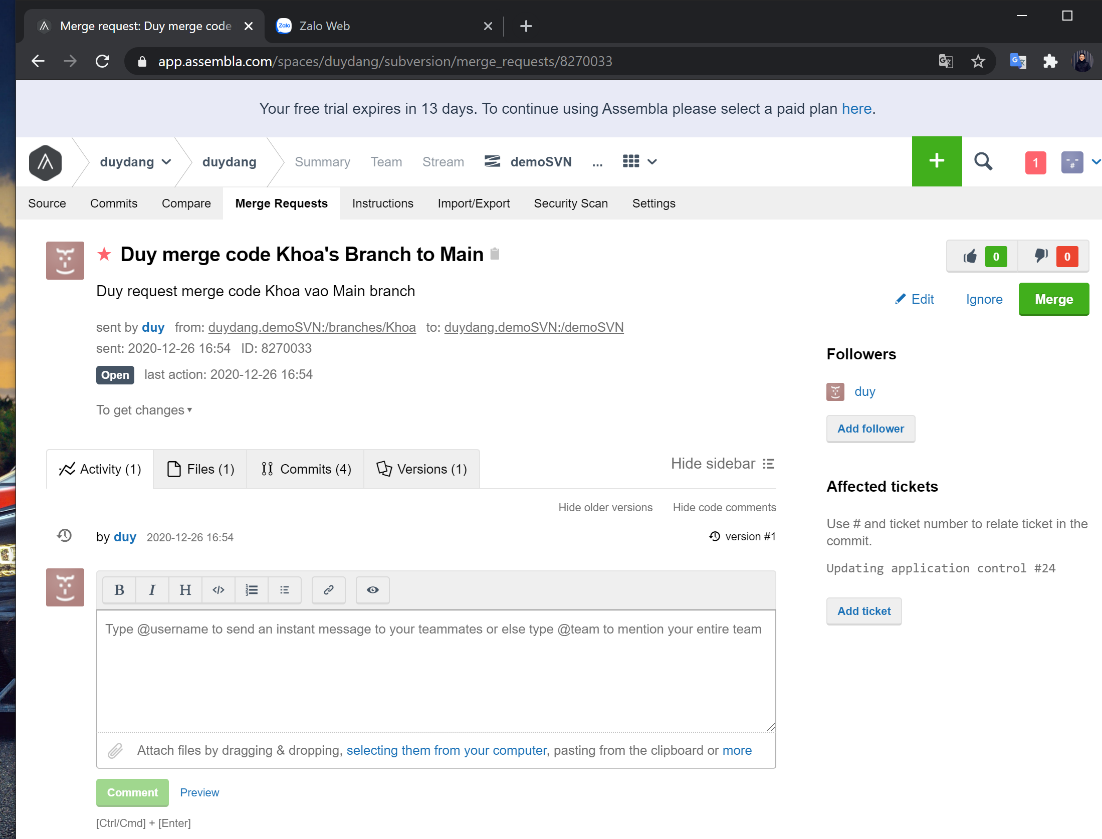 Merge request: Duy merge code
Zalo Web
app.assembla.com/spaces/duydang/subversion/merge_requests/8270033
Your free trial expires in 13 days. To continue using Assembla please select a paid plan here.
duydang duydang Summary Team Stream demoSVN ... 1
Source Commits Compare Merge Requests Instructions Import/Export Security Scan Settings
Duy merge code Khoa's Branch to Main
0 0
Duy request merge code Khoa vao Main branch
Edit Ignore Merge
sent by duy from: duydang.demoSVN:/branches/Khoa to: duydang.demoSVN:/demoSVN
sent: 2020-12-26 16:54 ID: 8270033
Open last action: 2020-12-26 16:54
To get changes
Activity (1) Files (1) Commits (4) Versions (1)
Hide sidebar
Hide older versions Hide code comments
by duy 2020-12-26 16:54 version #1
B I H </>
Type @username to send an instant message to your teammates or else type @team to mention your entire team
Attach files by dragging & dropping, selecting them from your computer, pasting from the clipboard or more
Comment Preview
[Ctrl/Cmd] + [Enter]
Followers
duy
Add follower
Affected tickets
Use # and ticket number to relate ticket in the
commit.
Updating application control #24
Add ticket